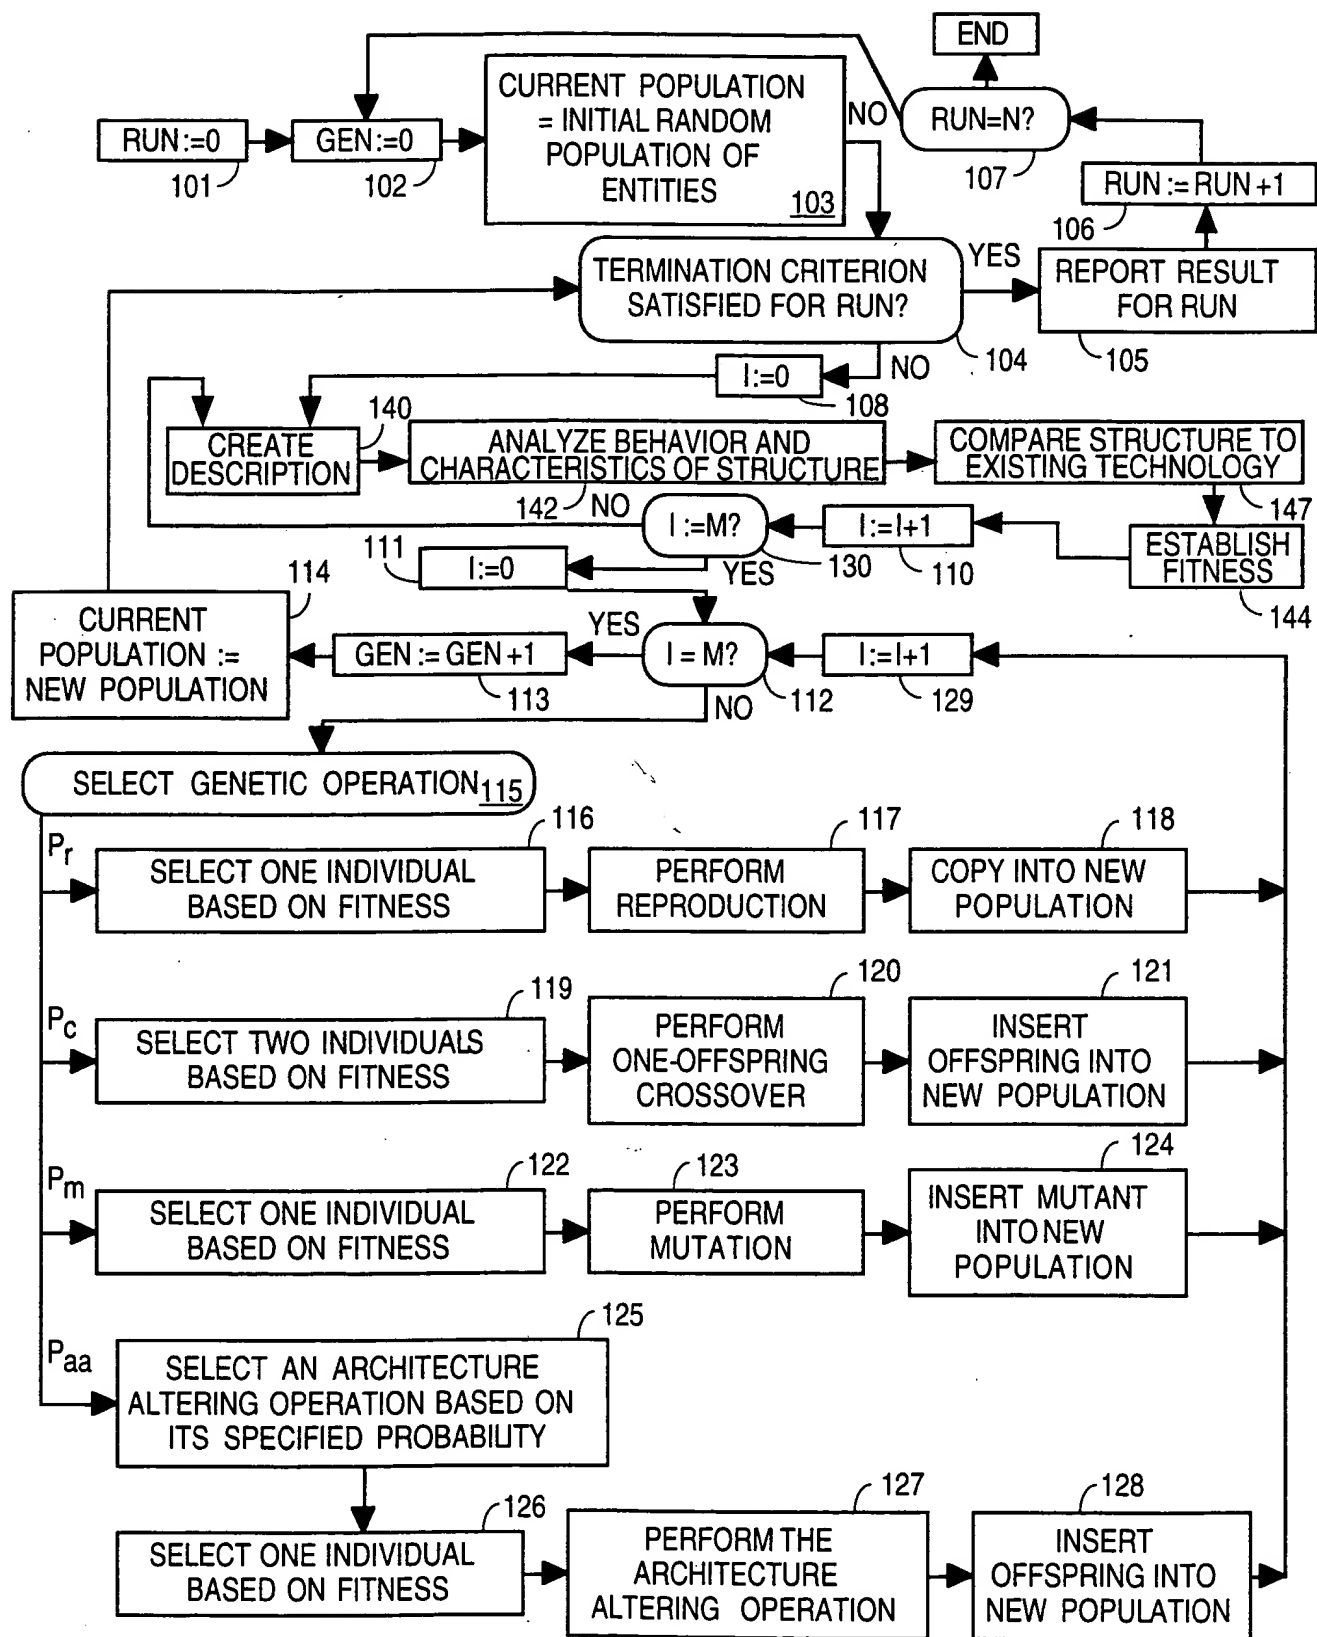 END
CURRENT POPULATION
= INITIAL RANDOM
POPULATION OF
ENTITIES
103
NO
RUN=N?
107
RUN:=0
101
GEN:=0
102
RUN:=RUN+1
106
TERMINATION CRITERION
SATISFIED FOR RUN?
104
YES
REPORT RESULT
FOR RUN
105
NO
I:=0
108
CREATE
DESCRIPTION
140
ANALYZE BEHAVIOR AND
CHARACTERISTICS OF STRUCTURE
142
COMPARE STRUCTURE TO
EXISTING TECHNOLOGY
147
NO
I:=M?
130
YES
I:=I+1
110
ESTABLISH
FITNESS
144
111
I:=0
114
CURRENT
POPULATION :=
NEW POPULATION
YES
GEN:=GEN+1
113
I=M?
112
NO
I:=I+1
129
SELECT GENETIC OPERATION
115
Pr
116
SELECT ONE INDIVIDUAL
BASED ON FITNESS
117
PERFORM
REPRODUCTION
118
COPY INTO NEW
POPULATION
Pc
119
SELECT TWO INDIVIDUALS
BASED ON FITNESS
120
PERFORM
ONE-OFFSPRING
CROSSOVER
121
INSERT
OFFSPRING INTO
NEW POPULATION
Pm
122
SELECT ONE INDIVIDUAL
BASED ON FITNESS
123
PERFORM
MUTATION
124
INSERT MUTANT
INTO NEW
POPULATION
Paa
125
SELECT AN ARCHITECTURE
ALTERING OPERATION BASED ON
ITS SPECIFIED PROBABILITY
126
SELECT ONE INDIVIDUAL
BASED ON FITNESS
127
PERFORM THE
ARCHITECTURE
ALTERING OPERATION
128
INSERT
OFFSPRING INTO
NEW POPULATION